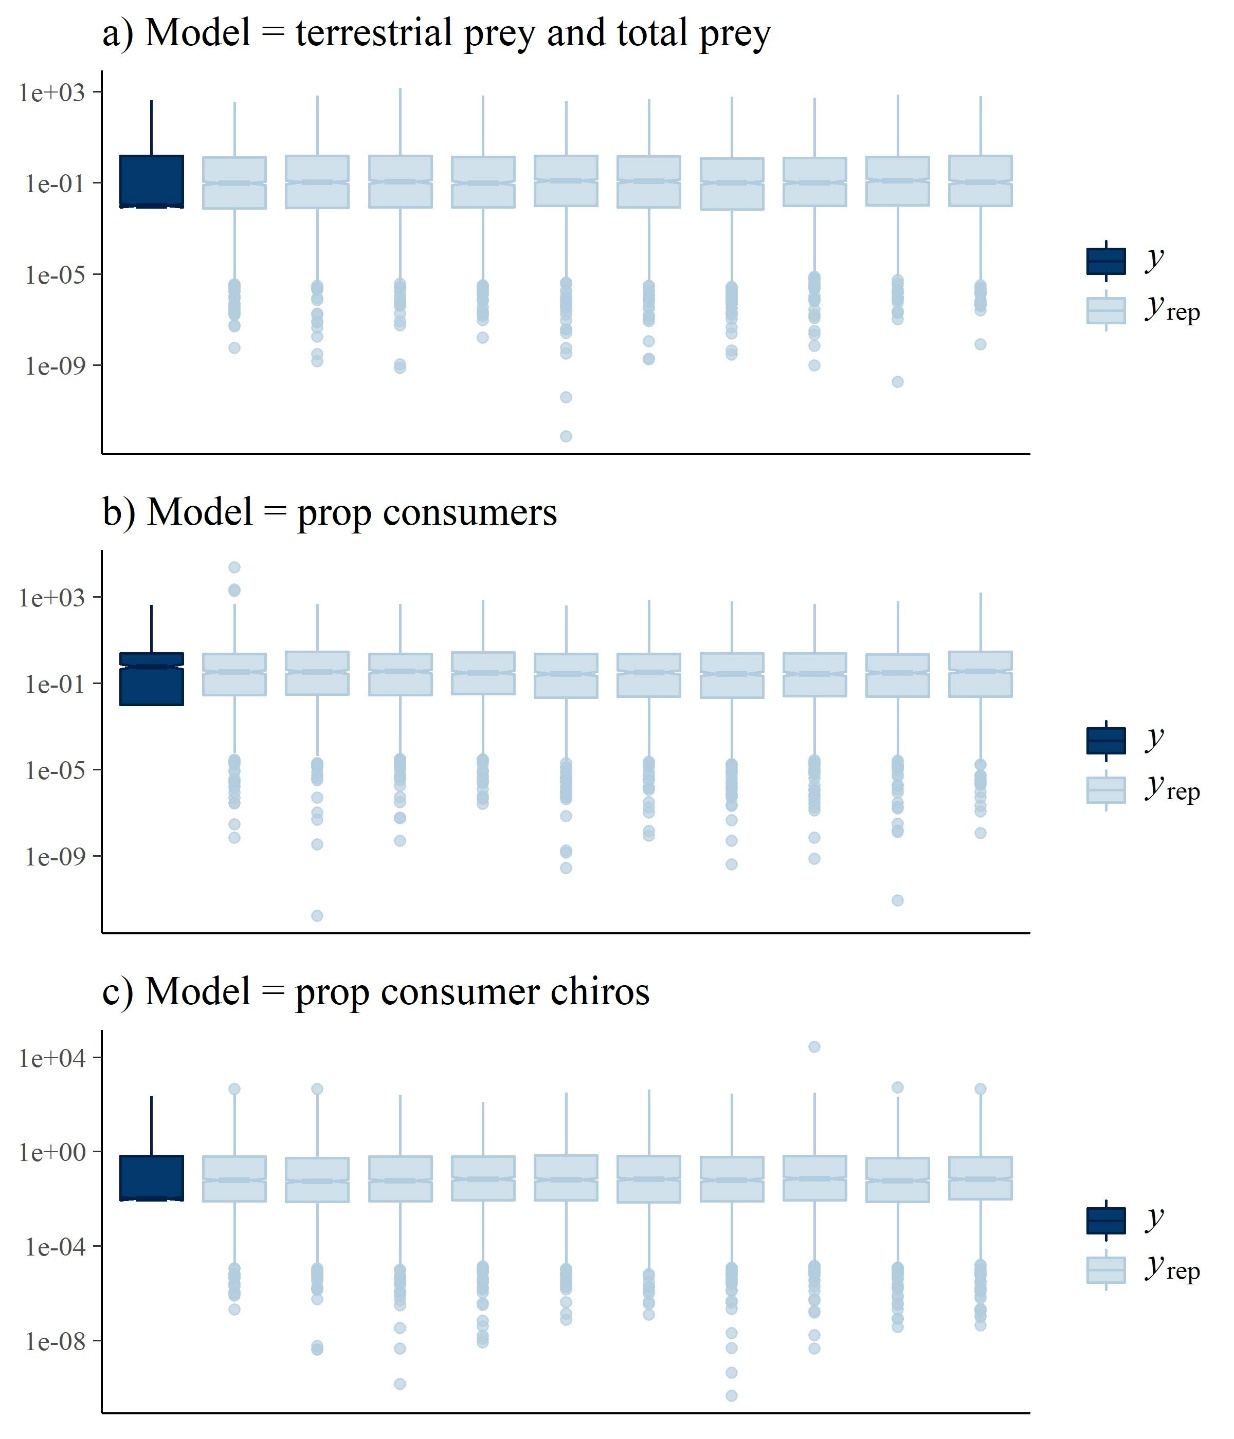 a) Model = terrestrial prey and total prey
1e+03
1e-01
1e-05
1e-09
y
yrep
b) Model = prop consumers
1e+03
1e-01
1e-05
1e-09
y
yrep
c) Model = prop consumer chiros
1e+04
1e+00
1e-04
1e-08
y
yrep